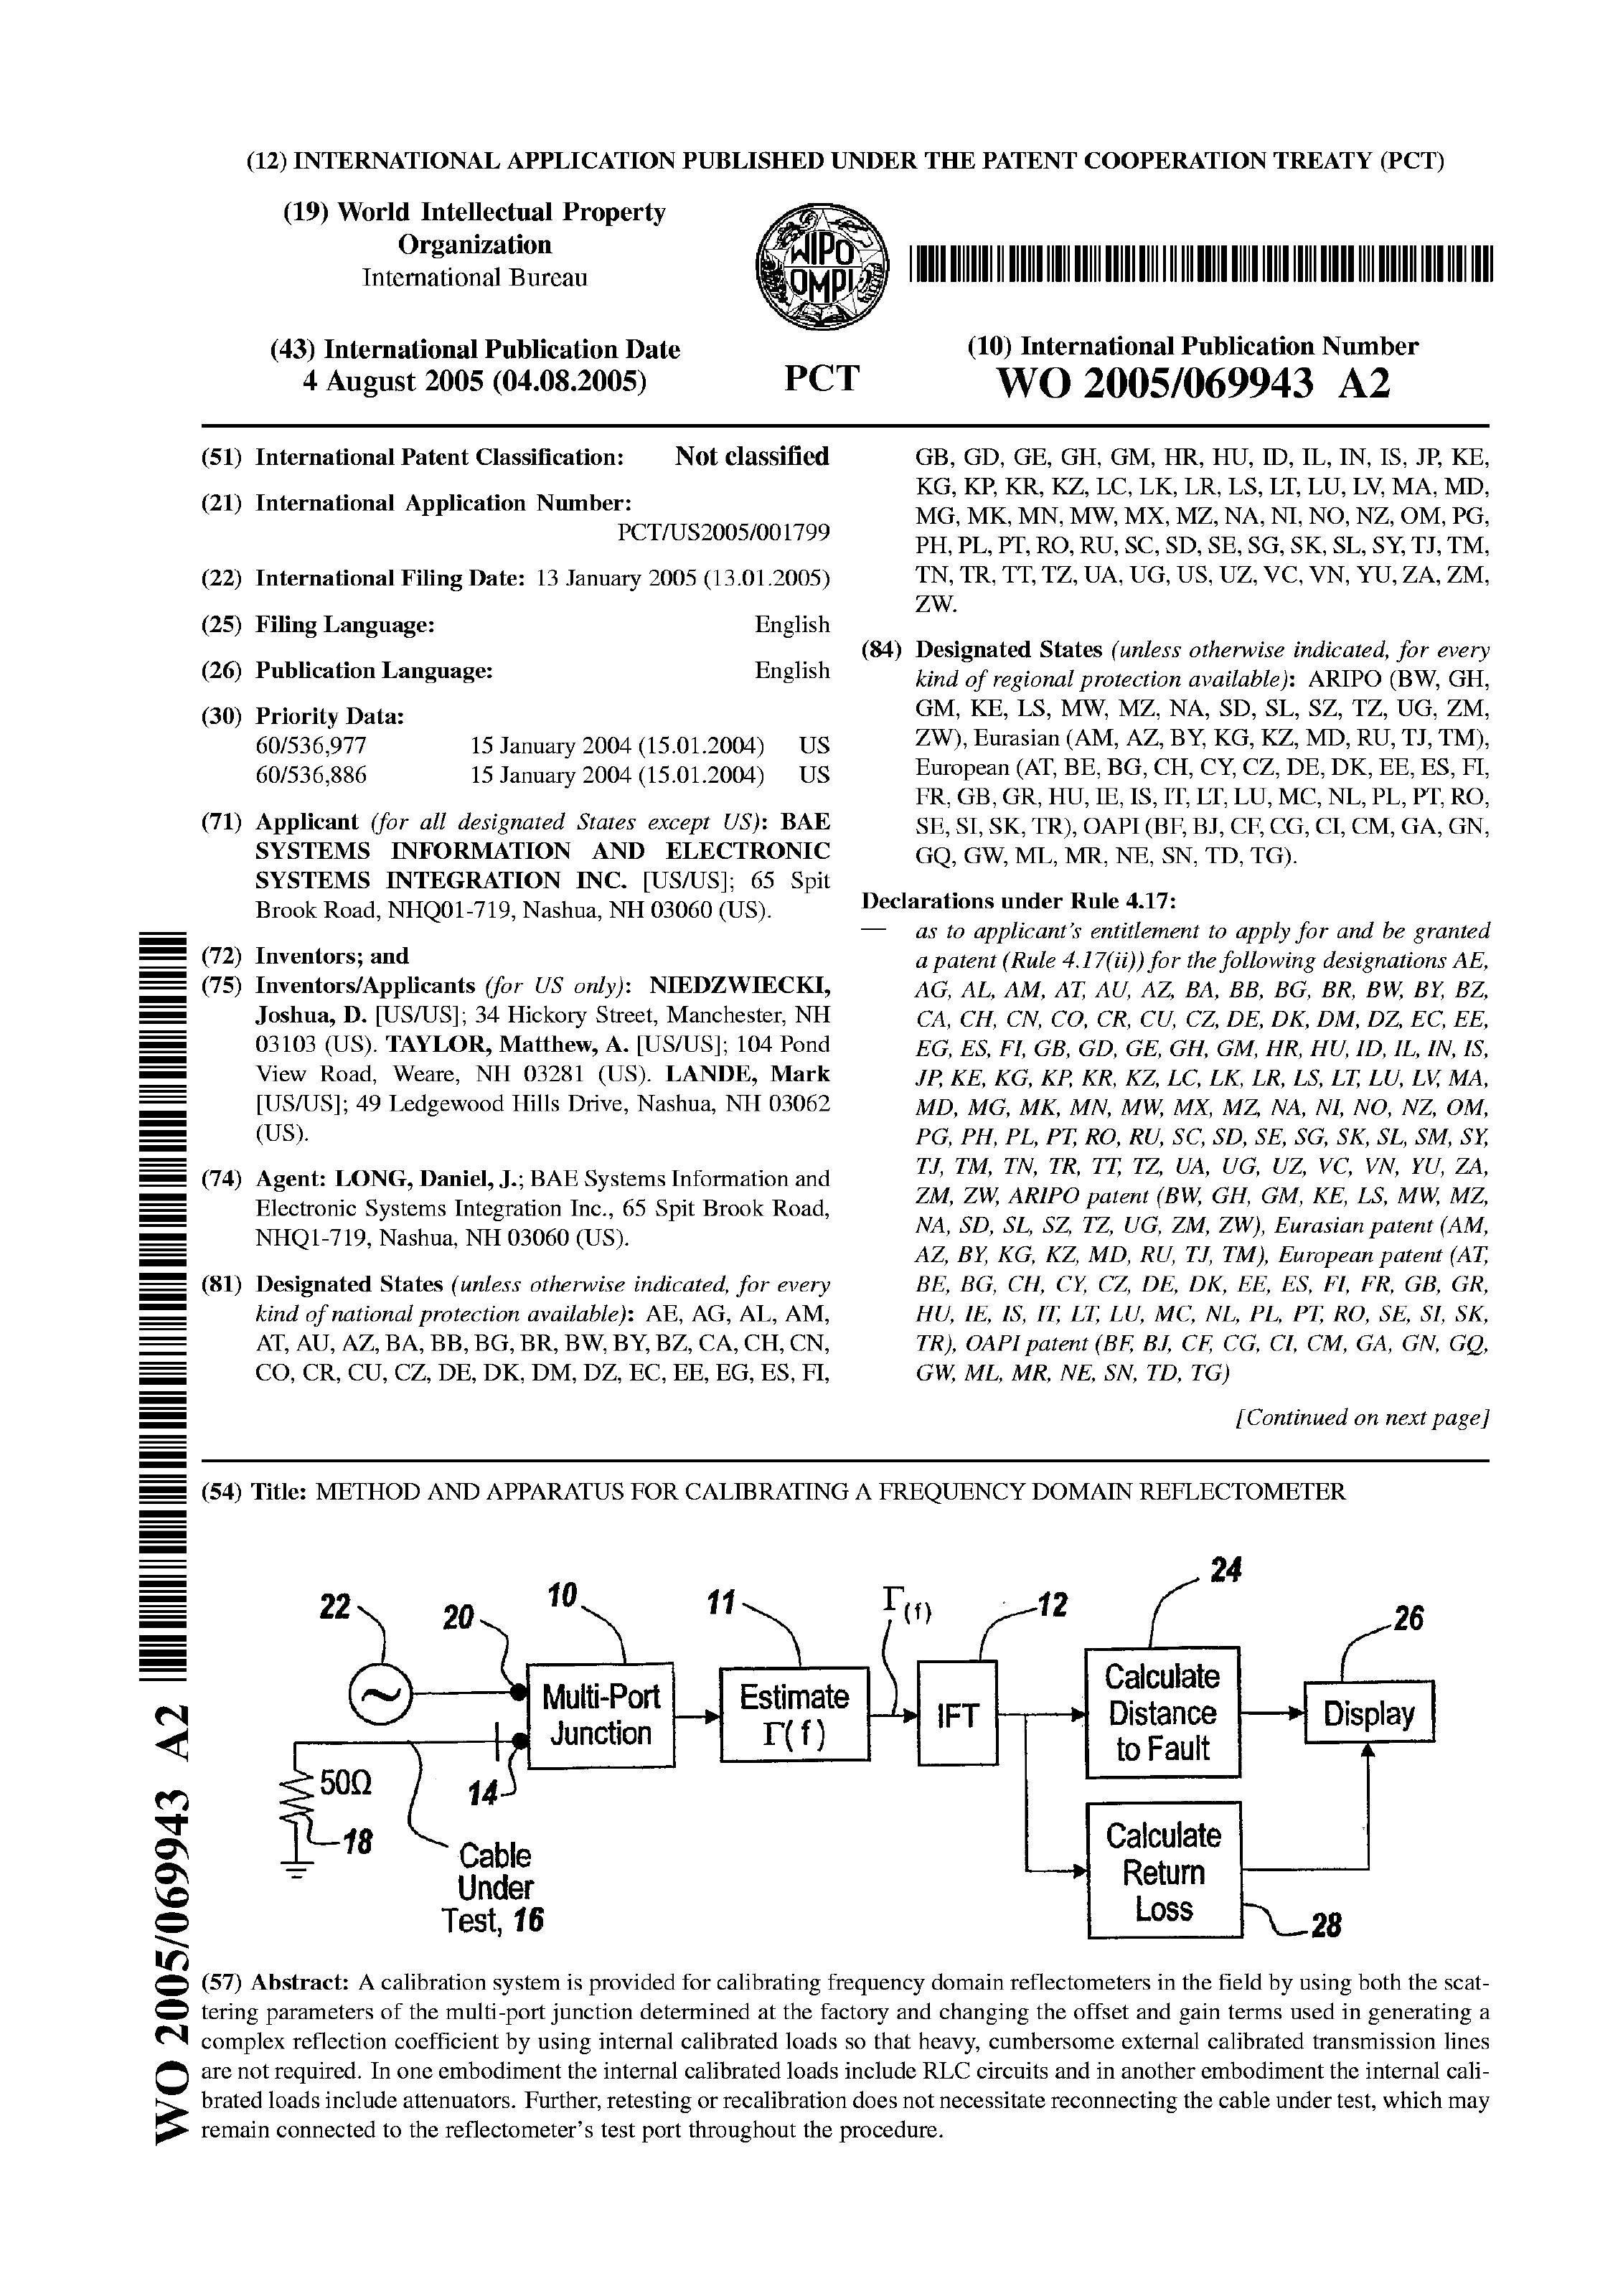 (12) INTERNATIONAL APPLICATION PUBLISHED UNDER THE PATENT COOPERATION TREATY (PCT)
(19) World Intellectual Property
Organization
International Bureau
WIPO
OMPI
(43) International Publication Date
4 August 2005 (04.08.2005)
PCT
(10) International Publication Number
WO 2005/069943 A2
(51) International Patent Classification: Not classified
(21) International Application Number:
PCT/US2005/001799
(22) International Filing Date: 13 January 2005 (13.01.2005)
(25) Filing Language: English
(26) Publication Language: English
(30) Priority Data:
60/536,977 15 January 2004 (15.01.2004) US
60/536,886 15 January 2004 (15.01.2004) US
(71) Applicant (for all designated States except US): BAE
SYSTEMS INFORMATION AND ELECTRONIC
SYSTEMS INTEGRATION INC. [US/US]; 65 Spit
Brook Road, NHQ01-719, Nashua, NH 03060 (US).
(72) Inventors; and
(75) Inventors/Applicants (for US only): NIEDZWIECKI,
Joshua, D. [US/US]; 34 Hickory Street, Manchester, NH
03103 (US). TAYLOR, Matthew, A. [US/US]; 104 Pond
View Road, Weare, NH 03281 (US). LANDE, Mark
[US/US]; 49 Ledgewood Hills Drive, Nashua, NH 03062
(US).
(74) Agent: LONG, Daniel, J.; BAE Systems Information and
Electronic Systems Integration Inc., 65 Spit Brook Road,
NHQ1-719, Nashua, NH 03060 (US).
(81) Designated States (unless otherwise indicated, for every
kind of national protection available): AE, AG, AL, AM,
AT, AU, AZ, BA, BB, BG, BR, BW, BY, BZ, CA, CH, CN,
CO, CR, CU, CZ, DE, DK, DM, DZ, EC, EE, EG, ES, FI,
GB, GD, GE, GH, GM, HR, HU, ID, IL, IN, IS, JP, KE,
KG, KP, KR, KZ, LC, LK, LR, LS, LT, LU, LV, MA, MD,
MG, MK, MN, MW, MX, MZ, NA, NI, NO, NZ, OM, PG,
PH, PL, PT, RO, RU, SC, SD, SE, SG, SK, SL, SY, TJ, TM,
TN, TR, TT, TZ, UA, UG, US, UZ, VC, VN, YU, ZA, ZM,
ZW.
(84) Designated States (unless otherwise indicated, for every
kind of regional protection available): ARIPO (BW, GH,
GM, KE, LS, MW, MZ, NA, SD, SL, SZ, TZ, UG, ZM,
ZW), Eurasian (AM, AZ, BY, KG, KZ, MD, RU, TJ, TM),
European (AT, BE, BG, CH, CY, CZ, DE, DK, EE, ES, FI,
FR, GB, GR, HU, IE, IS, IT, LT, LU, MC, NL, PL, PT, RO,
SE, SI, SK, TR), OAPI (BF, BJ, CF, CG, CI, CM, GA, GN,
GQ, GW, ML, MR, NE, SN, TD, TG).
Declarations under Rule 4.17:
— as to applicant's entitlement to apply for and be granted
a patent (Rule 4.17(ii)) for the following designations AE,
AG, AL, AM, AT, AU, AZ, BA, BB, BG, BR, BW, BY, BZ,
CA, CH, CN, CO, CR, CU, CZ, DE, DK, DM, DZ, EC, EE,
EG, ES, FI, GB, GD, GE, GH, GM, HR, HU, ID, IL, IN, IS,
JP, KE, KG, KP, KR, KZ, LC, LK, LR, LS, LT, LU, LV, MA,
MD, MG, MK, MN, MW, MX, MZ, NA, NI, NO, NZ, OM,
PG, PH, PL, PT, RO, RU, SC, SD, SE, SG, SK, SL, SM, SY,
TJ, TM, TN, TR, TT, TZ, UA, UG, UZ, VC, VN, YU, ZA,
ZM, ZW, ARIPO patent (BW, GH, GM, KE, LS, MW, MZ,
NA, SD, SL, SZ, TZ, UG, ZM, ZW), Eurasian patent (AM,
AZ, BY, KG, KZ, MD, RU, TJ, TM), European patent (AT,
BE, BG, CH, CY, CZ, DE, DK, EE, ES, FI, FR, GB, GR,
HU, IE, IS, IT, LT, LU, MC, NL, PL, PT, RO, SE, SI, SK,
TR), OAPI patent (BF, BJ, CF, CG, CI, CM, GA, GN, GQ,
GW, ML, MR, NE, SN, TD, TG)
[Continued on next page]
(54) Title: METHOD AND APPARATUS FOR CALIBRATING A FREQUENCY DOMAIN REFLECTOMETER
22
20
10
11
Γ(f)
12
24
26
Multi-Port
Junction
Estimate
Γ(f)
IFT
Calculate
Distance
to Fault
Display
50Ω
14
18
Cable
Under
Test, 16
Calculate
Return
Loss
28
(57) Abstract: A calibration system is provided for calibrating frequency domain reflectometers in the field by using both the scat-
tering parameters of the multi-port junction determined at the factory and changing the offset and gain terms used in generating a
complex reflection coefficient by using internal calibrated loads so that heavy, cumbersome external calibrated transmission lines
are not required. In one embodiment the internal calibrated loads include RLC circuits and in another embodiment the internal cali-
brated loads include attenuators. Further, retesting or recalibration does not necessitate reconnecting the cable under test, which may
remain connected to the reflectometer's test port throughout the procedure.
WO 2005/069943 A2